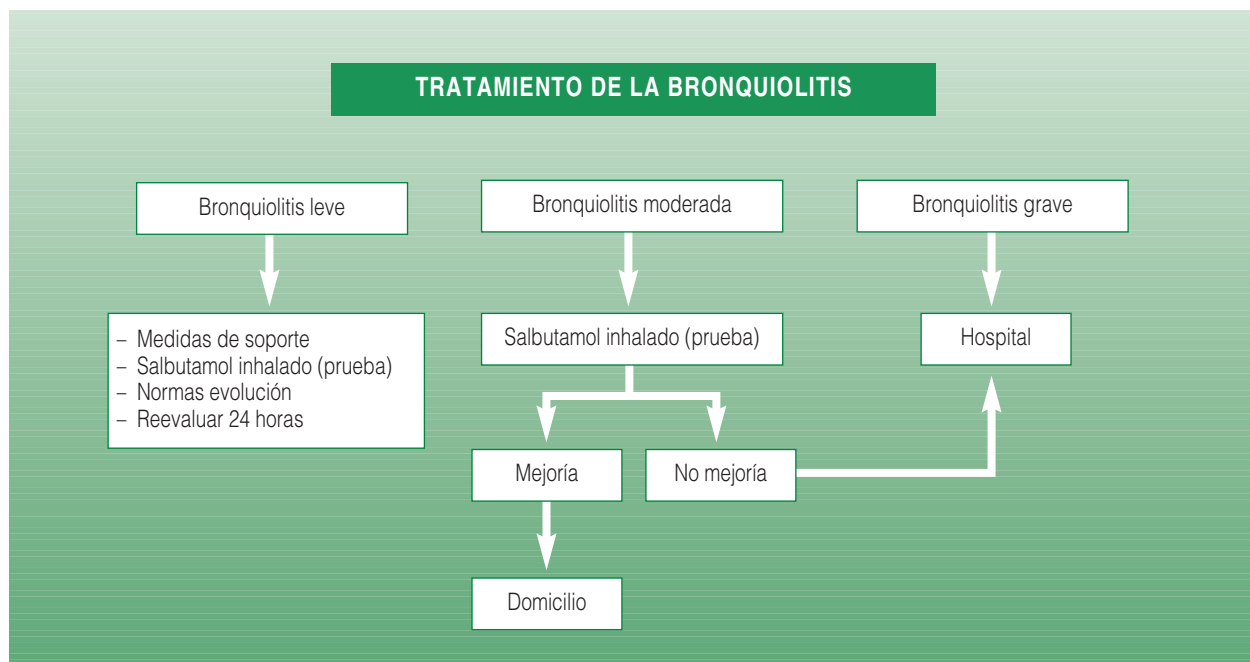 TRATAMIENTO DE LA BRONQUIOLITIS
Bronquiolitis leve
Bronquiolitis moderada
Bronquiolitis grave
– Medidas de soporte
– Salbutamol inhalado (prueba)
– Normas evolución
– Reevaluar 24 horas
Salbutamol inhalado (prueba)
Hospital
Mejoría
No mejoría
Domicilio